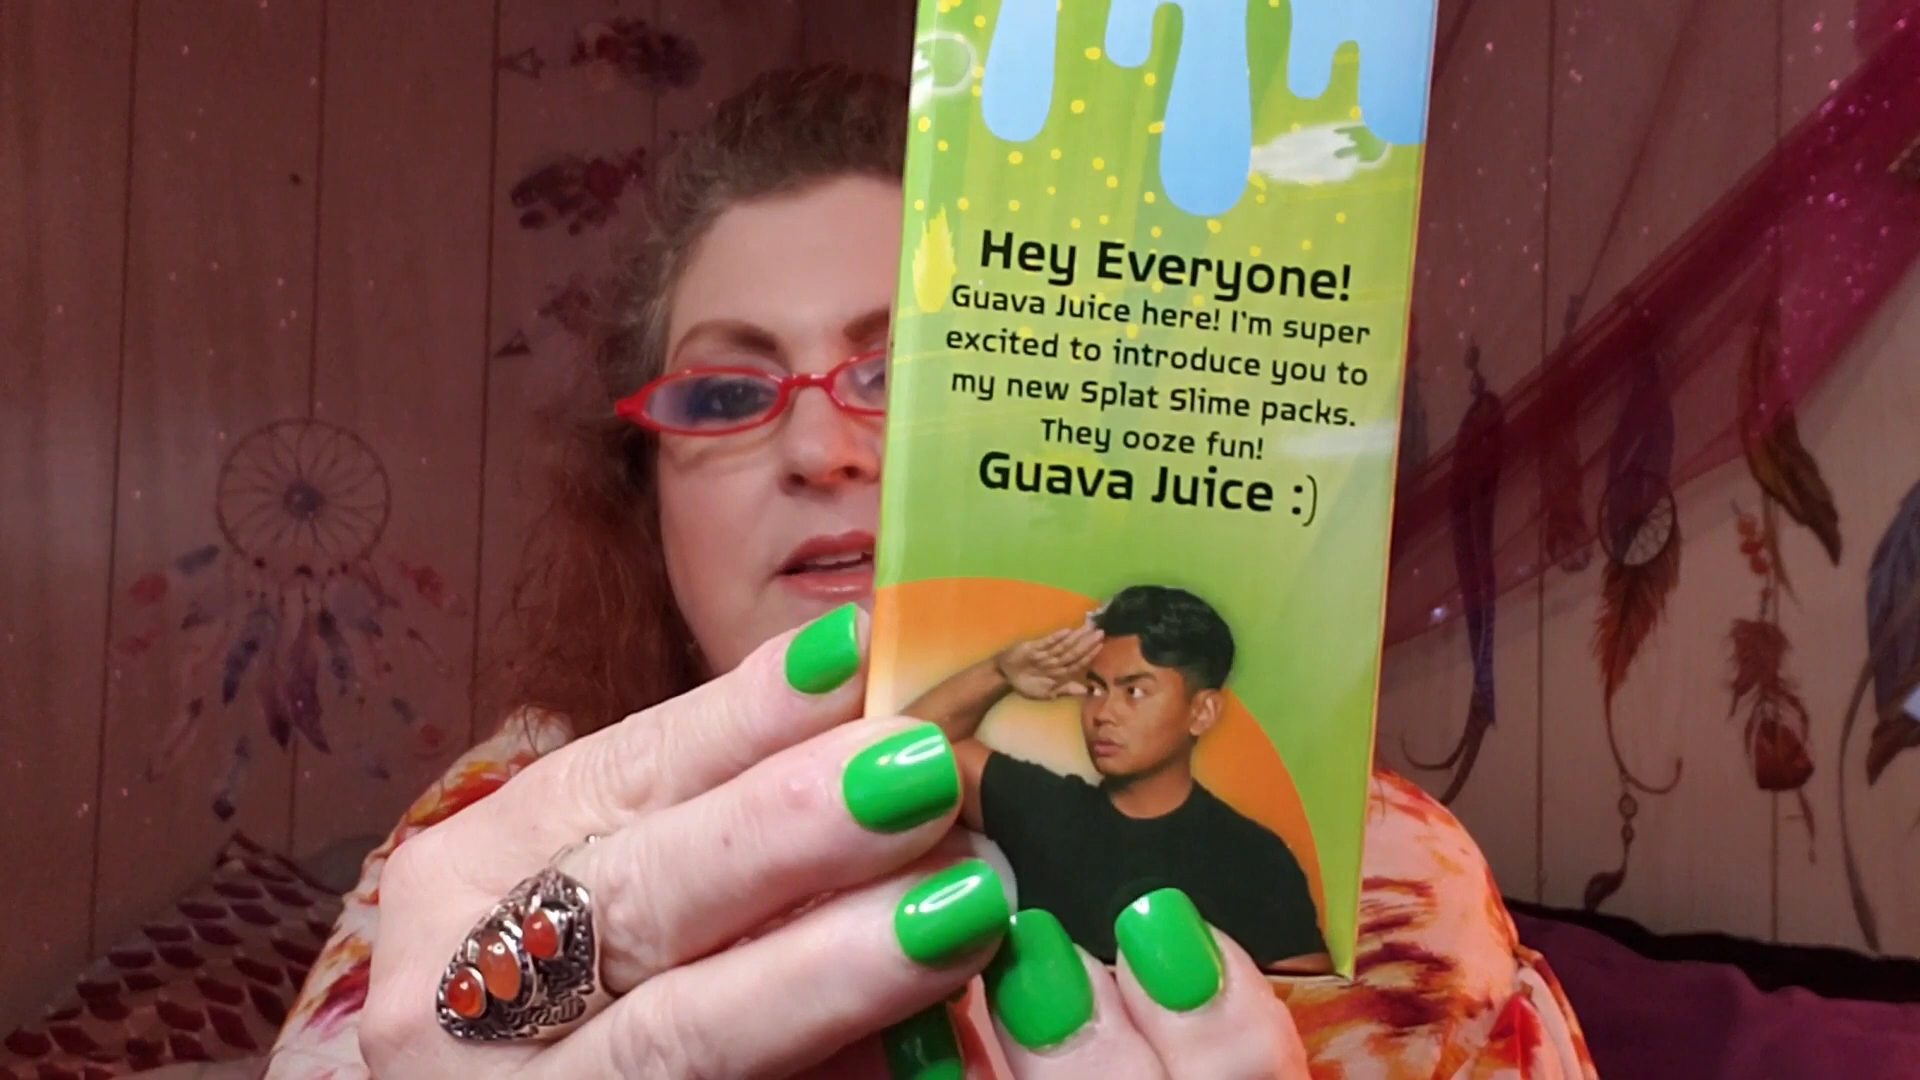 Hey Everyone!
Guava Juice here! I'm super
excited to introduce you to
my new Splat Slime packs.
They ooze fun!
Guava Juice :)